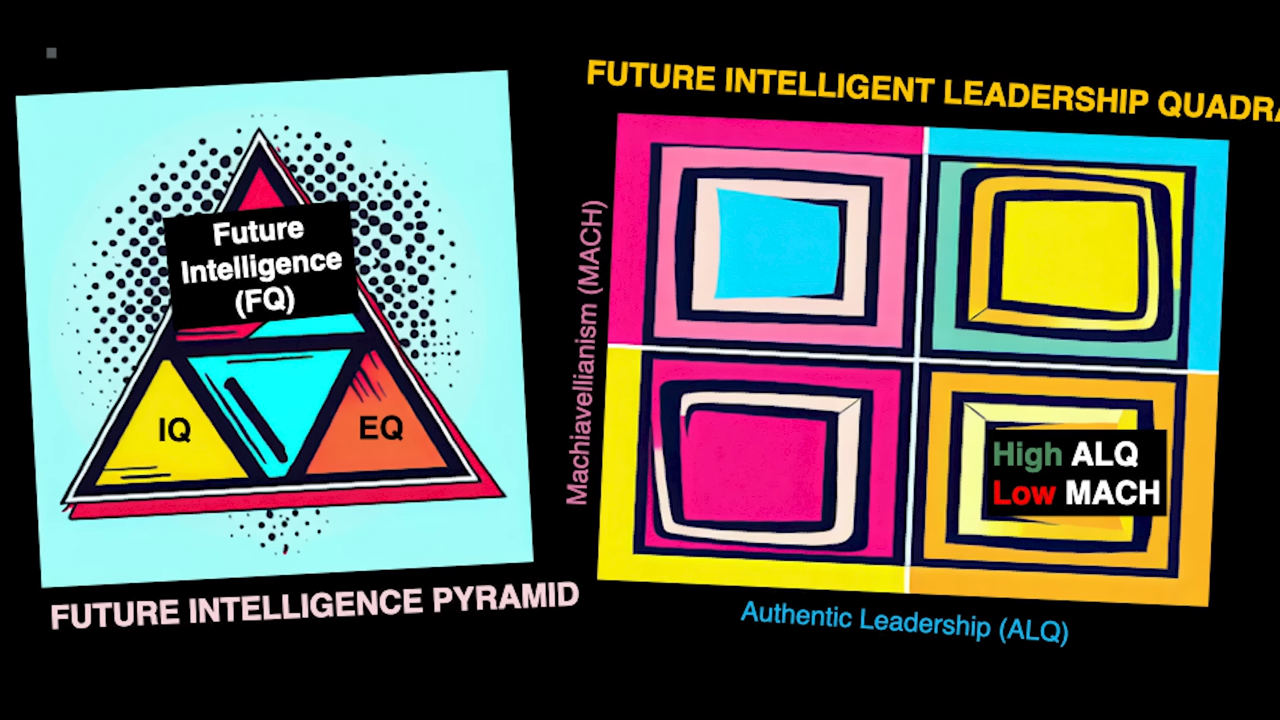 Future
Intelligence
(FQ)
IQ
EQ
FUTURE INTELLIGENCE PYRAMID
FUTURE INTELLIGENT LEADERSHIP QUADRA
Machiavellianism (MACH)
High ALQ
Low MACH
Authentic Leadership (ALQ)